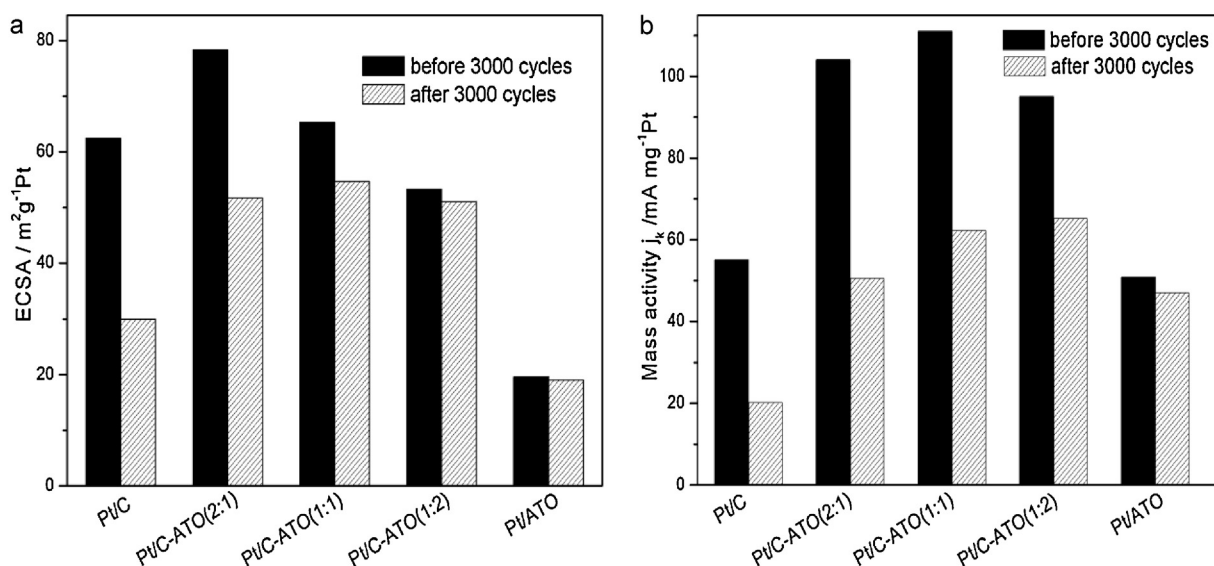 a
ECSA / m²g⁻¹Pt
80
60
40
20
0
before 3000 cycles
after 3000 cycles
Pt/C
Pt/C-ATO(2:1)
Pt/C-ATO(1:1)
Pt/C-ATO(1:2)
Pt/ATO
b
Mass activity jₖ /mA mg⁻¹Pt
100
80
60
40
20
0
before 3000 cycles
after 3000 cycles
Pt/C
Pt/C-ATO(2:1)
Pt/C-ATO(1:1)
Pt/C-ATO(1:2)
Pt/ATO